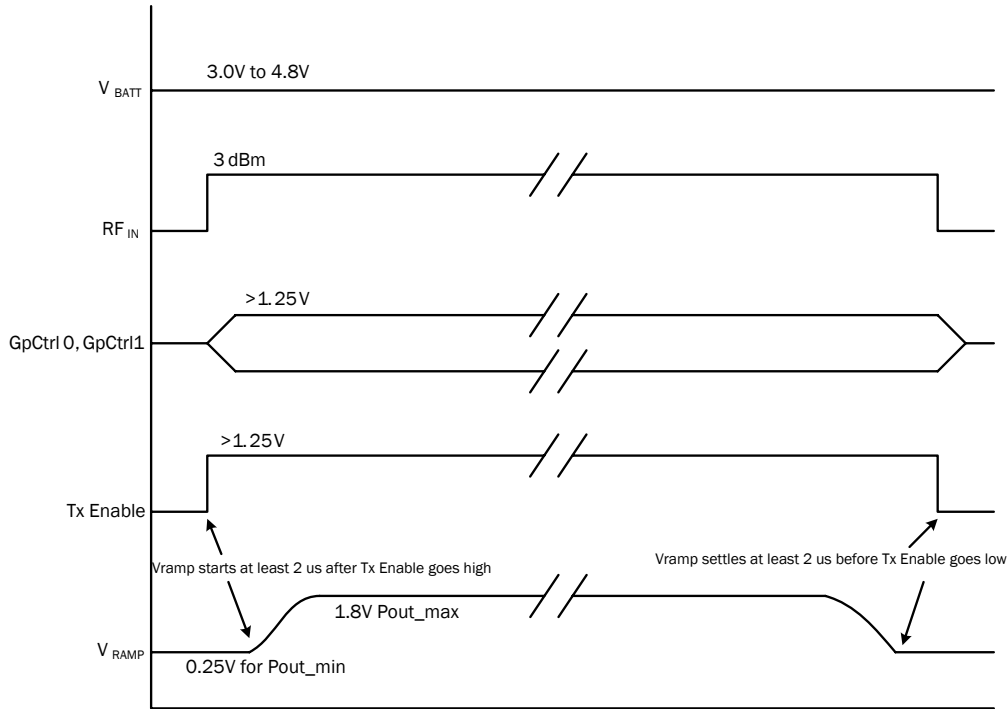 3.0V to 4.8V
V BATT
3 dBm
RF IN
>1.25V
GpCtrl 0, GpCtrl1
>1.25V
Tx Enable
Vramp starts at least 2 us after Tx Enable goes high
Vramp settles at least 2 us before Tx Enable goes low
1.8V Pout_max
V RAMP
0.25V for Pout_min